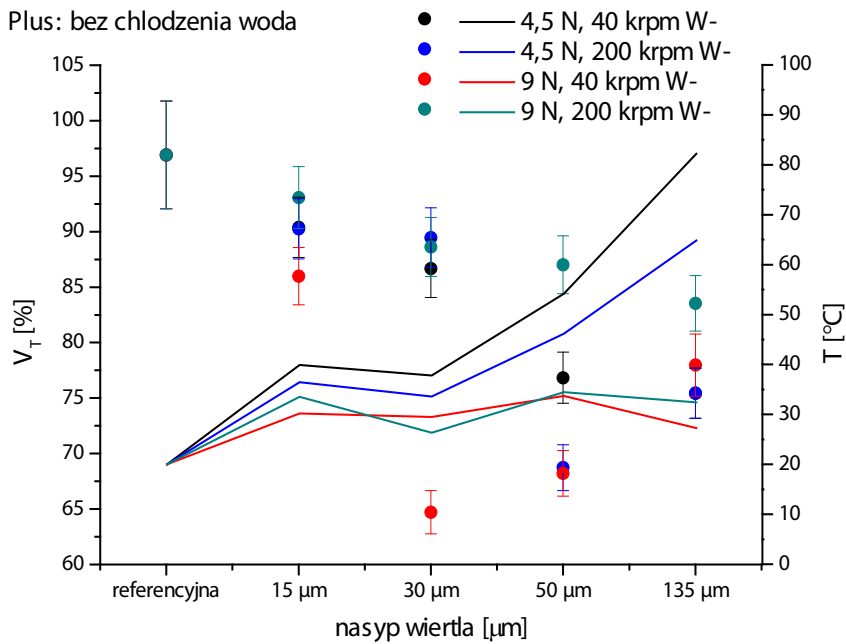 Plus: bez chlodzenia woda
4,5 N, 40 krpm W-
4,5 N, 200 krpm W-
9 N, 40 krpm W-
9 N, 200 krpm W-
105
100
95
90
85
80
75
70
65
60
V_T [%]
100
90
80
70
60
50
40
30
20
10
0
T [°C]
referencyjna 15 µm 30 µm 50 µm 135 µm
nasyp wiertla [µm]